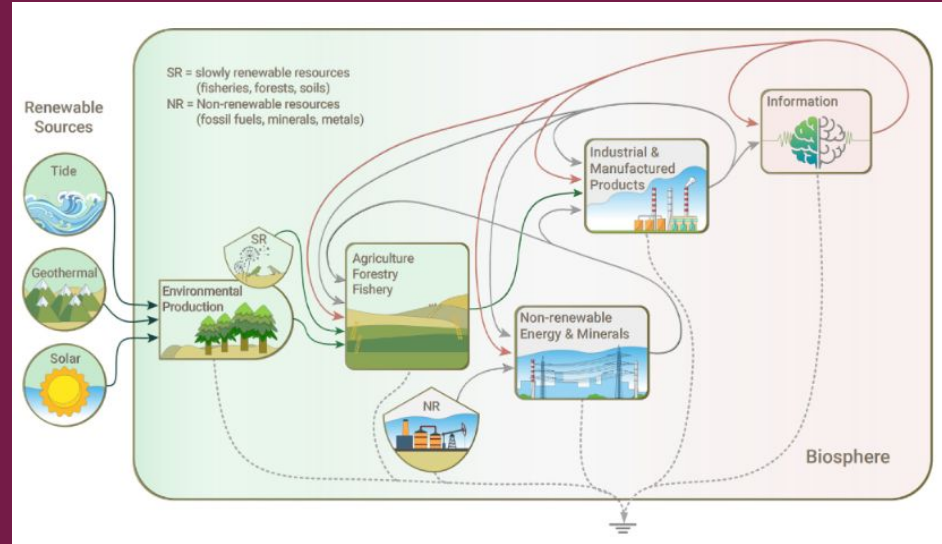 SR = slowly renewable resources
(fisheries, forests, soils)
NR = Non-renewable resources
(fossil fuels, minerals, metals)
Renewable
Sources
Tide
Geothermal
Solar
SR
Environmental
Production
Agriculture
Forestry
Fishery
NR
Industrial &
Manufactured
Products
Non-renewable
Energy & Minerals
Information
Biosphere